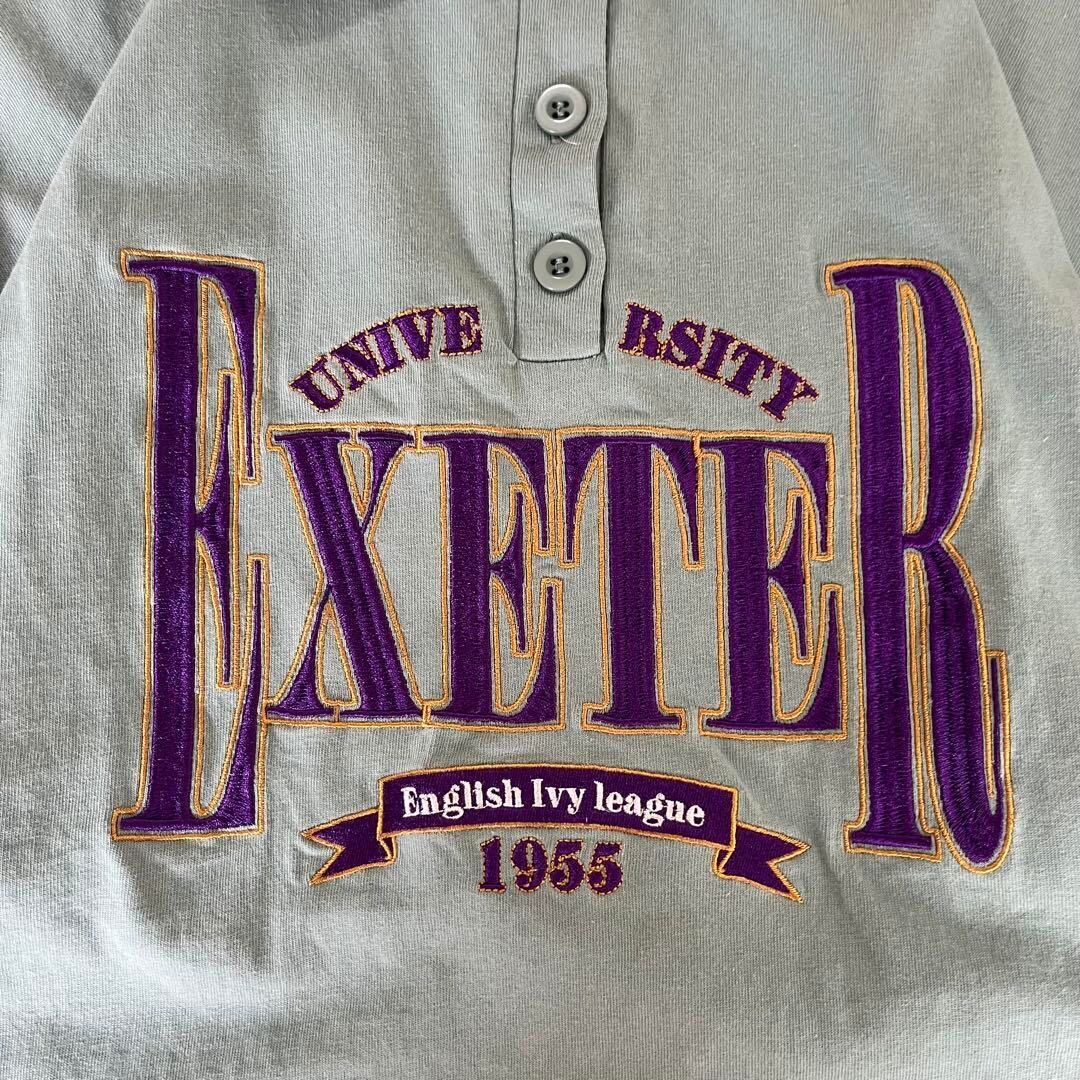 UNIVE RSITY
EXETER
English Ivy league
1955